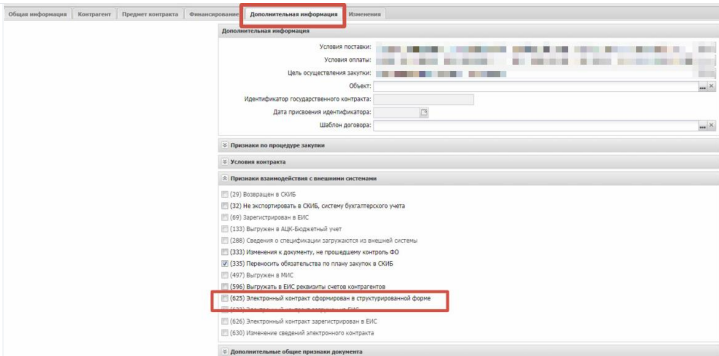 Общая информация Контрагент Предмет контракта Финансирование Дополнительная информация Изменения
Дополнительная информация
Условия поставки:
Условия оплаты:
Цель осуществления закупки:
Объект:
Идентификатор государственного контракта:
Дата присвоения идентификатора:
Шаблон договора:
Признаки по процедуре закупки
Условия контракта
Признаки взаимодействия с внешними системами
(29) Возвращен в СКИБ
(32) Не экспортировать в СКИБ, систему бухгалтерского учета
(69) Зарегистрирован в ЕИС
(133) Выгружен в АЦК-Бюджетный учет
(286) Сведения о спецификации загружаются из внешней системы
(333) Изменения к документу, не прошедшему контроль ФО
(335) Переносить обязательства по плану закупок в СКИБ
(497) Выгружен в МИС
(596) Выгружать в ЕИС реквизиты счетов контрагентов
(625) Электронный контракт сформирован в структурированной форме
(626) Электронный контракт зарегистрирован в ЕИС
(630) Изменение сведений электронного контракта
Дополнительные общие признаки документа